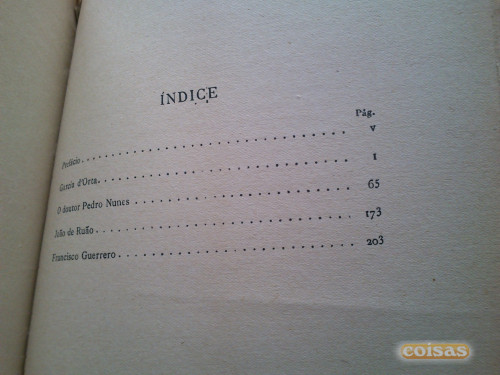 ÍNDICE
Pág.
Prefácio . . . . . . . . . . . . . . . . . . . . . . . . . . . . v
Garcia d'Orta. . . . . . . . . . . . . . . . . . . . . . . . . 1
O doutor Pedro Nunes . . . . . . . . . . . . . . . . . . . . 65
João de Ruão . . . . . . . . . . . . . . . . . . . . . . . . 173
Francisco Guerrero . . . . . . . . . . . . . . . . . . . . . 203
coisas